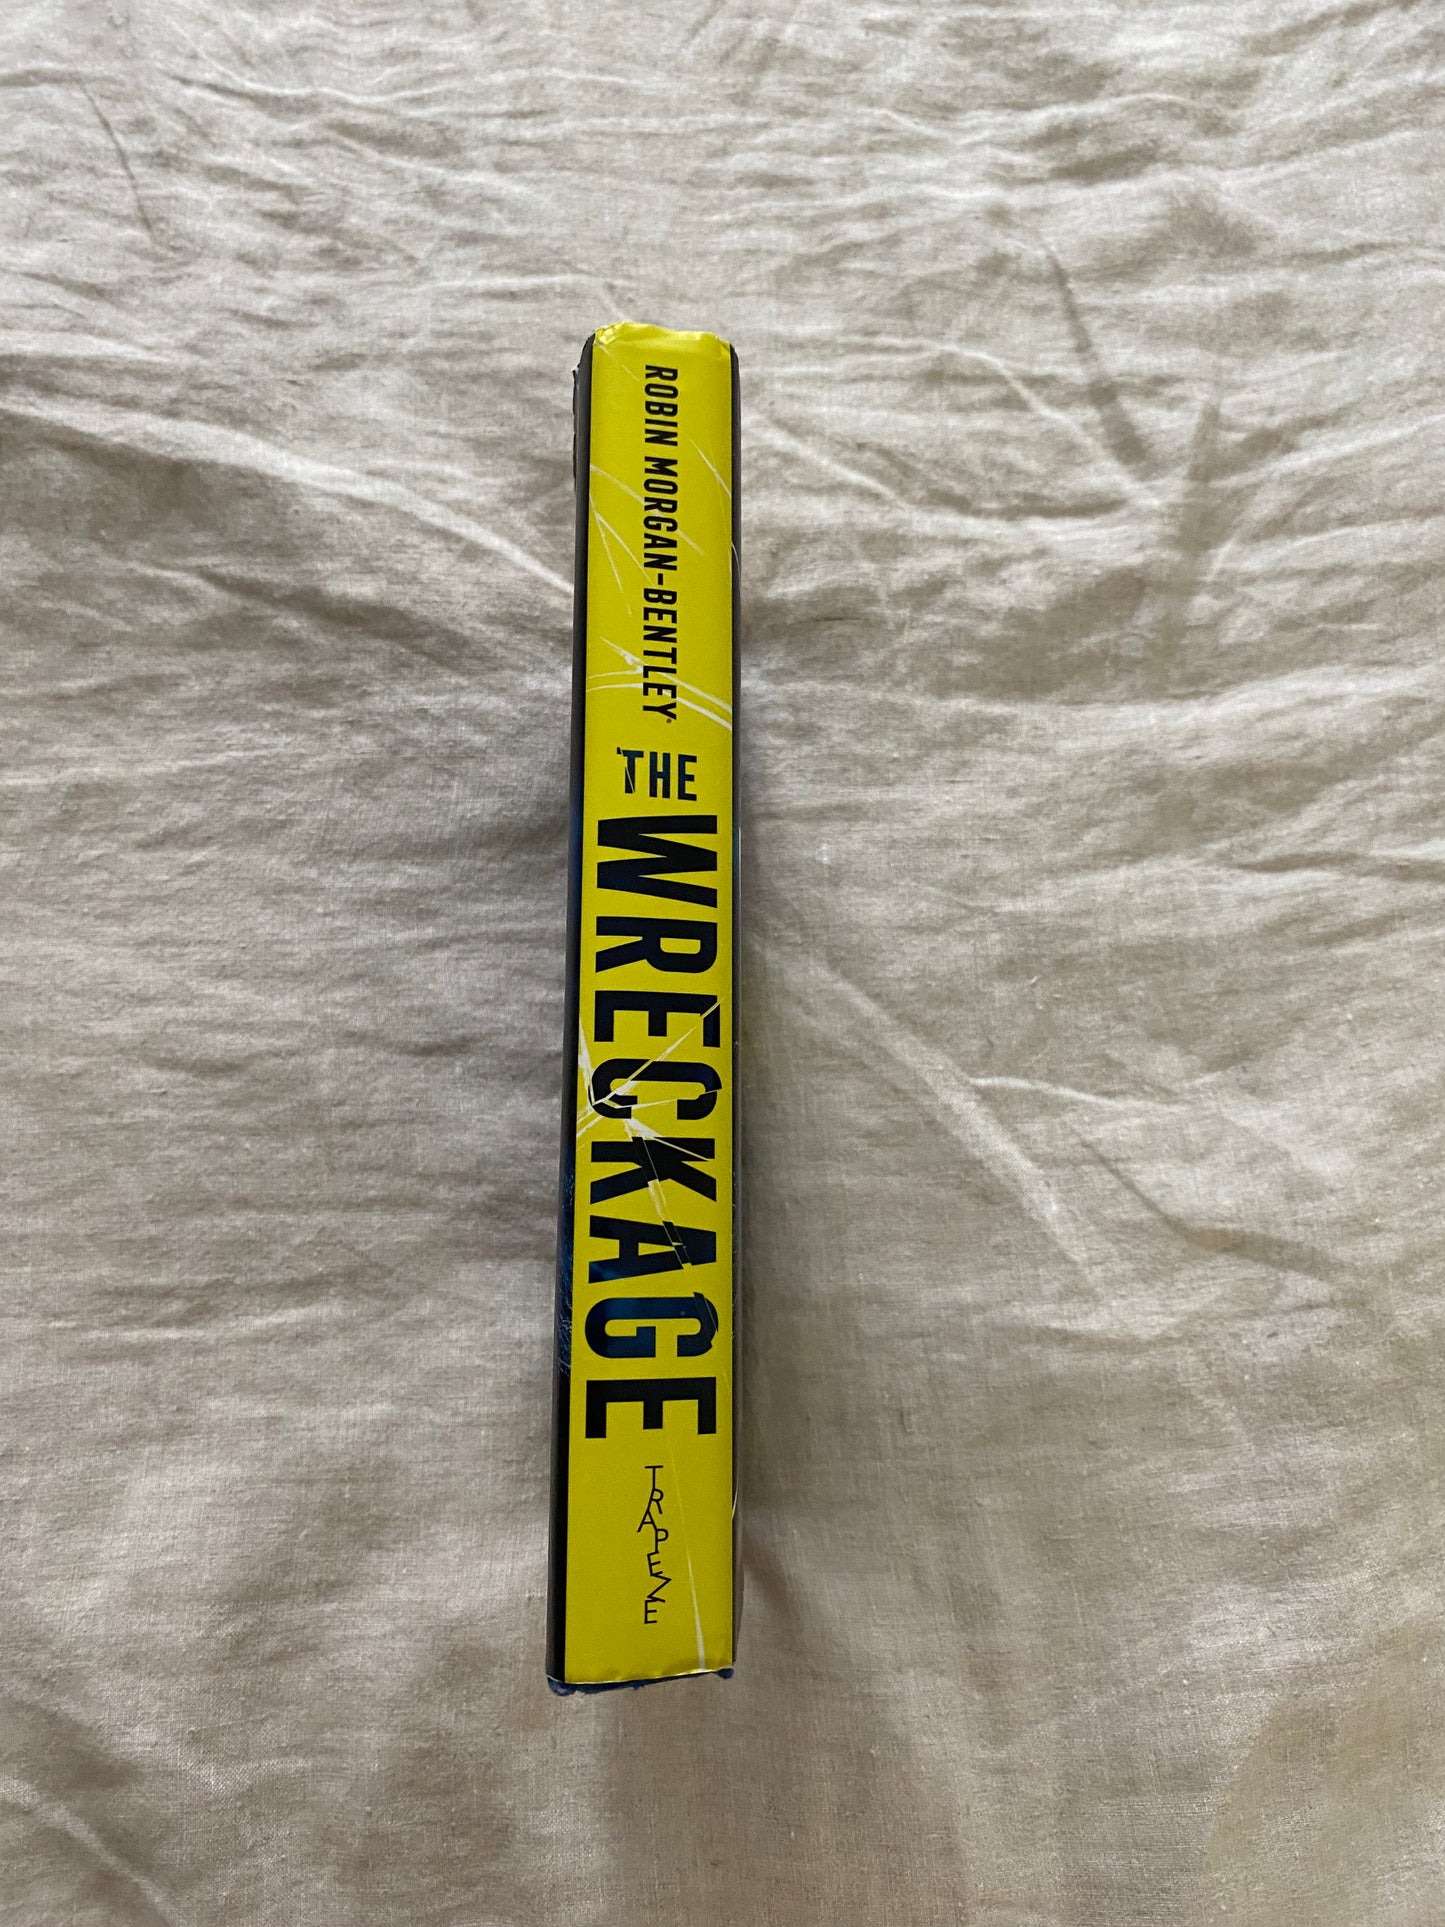 ROBIN MORGAN-BENTLEY
THE
WRECKAGE
TRAPEZE